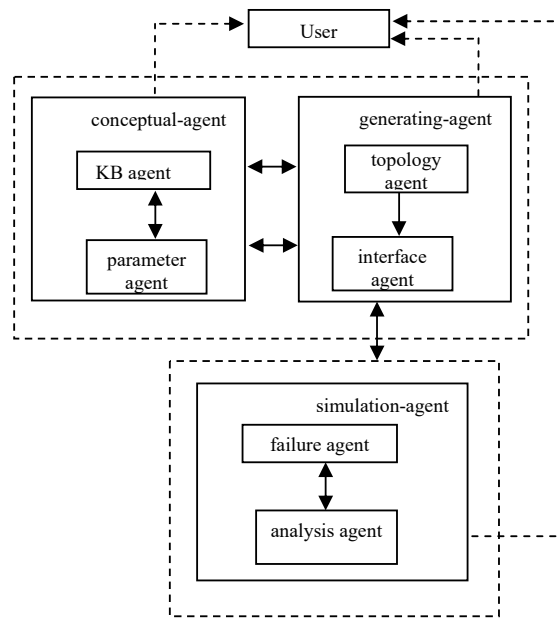 User
conceptual-agent
KB agent
parameter
agent
generating-agent
topology
agent
interface
agent
simulation-agent
failure agent
analysis agent